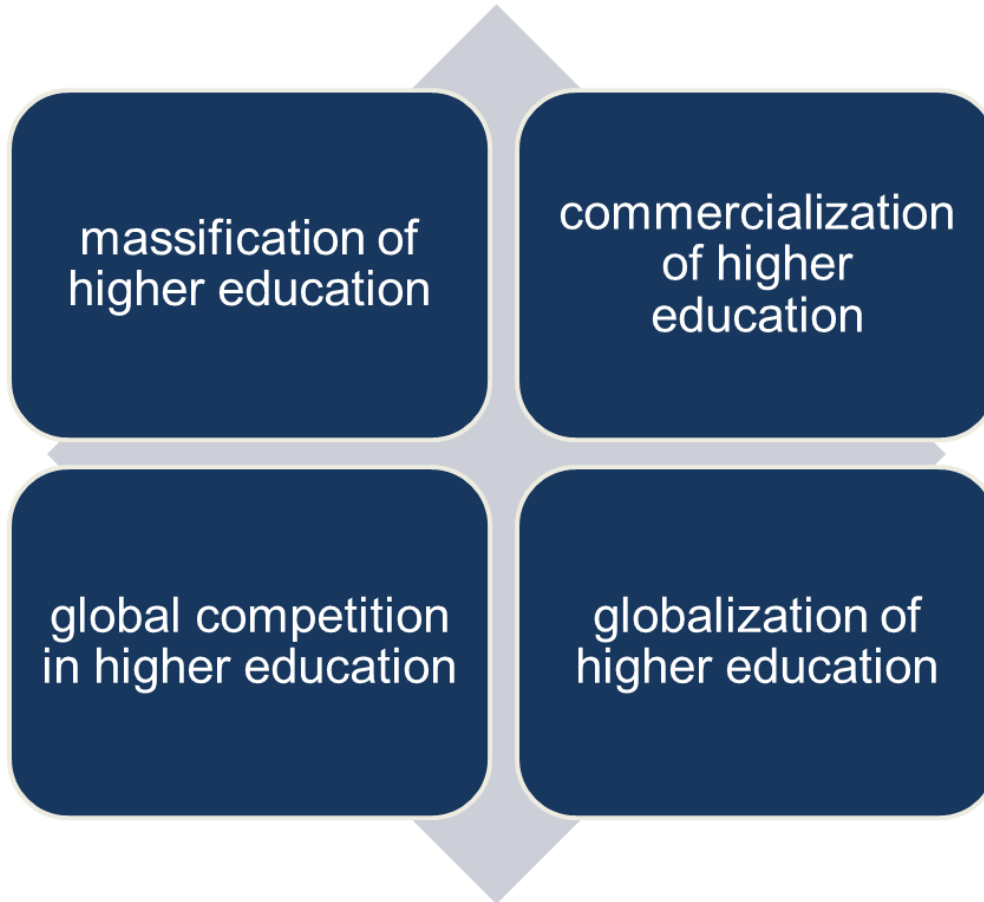 massification of
higher education
commercialization
of higher
education
global competition
in higher education
globalization of
higher education